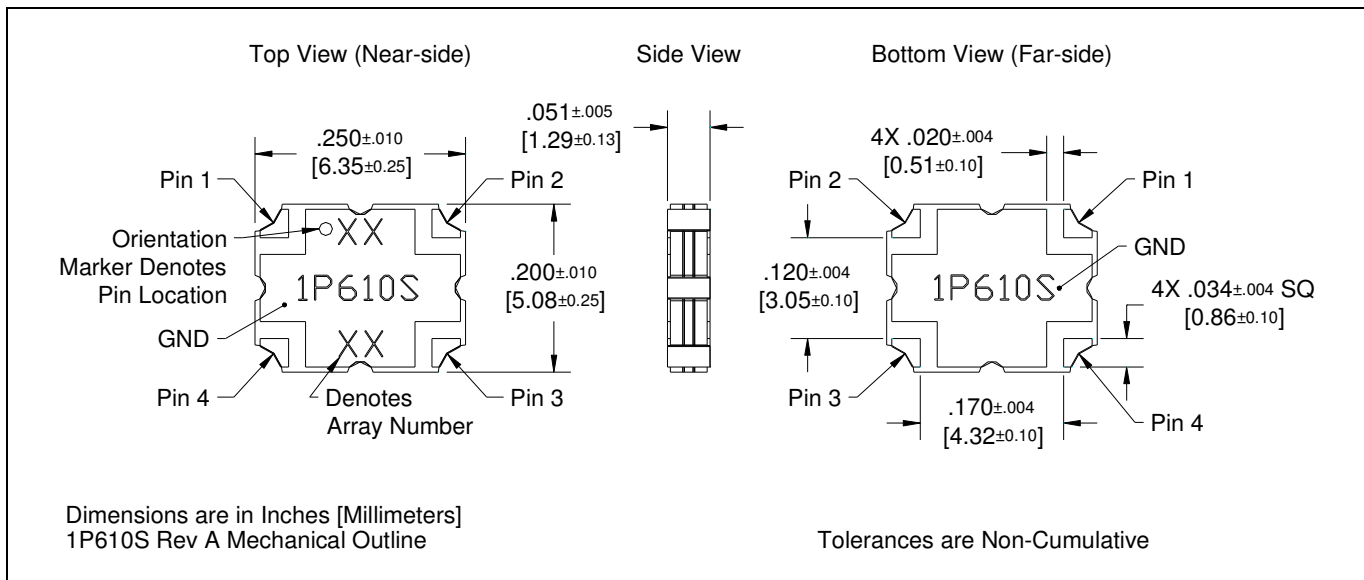 Top View (Near-side)
Side View
Bottom View (Far-side)
.250±.010
[6.35±0.25]
.051±.005
[1.29±0.13]
4X .020±.004
[0.51±0.10]
Pin 1
Pin 2
Pin 2
Pin 1
Orientation
Marker Denotes
Pin Location
XX
1P610S
XX
GND
.200±.010
[5.08±0.25]
.120±.004
[3.05±0.10]
1P610S
GND
4X .034±.004 SQ
[0.86±0.10]
Pin 4
Denotes
Array Number
Pin 3
Pin 3
.170±.004
[4.32±0.10]
Pin 4
Dimensions are in Inches [Millimeters]
1P610S Rev A Mechanical Outline
Tolerances are Non-Cumulative